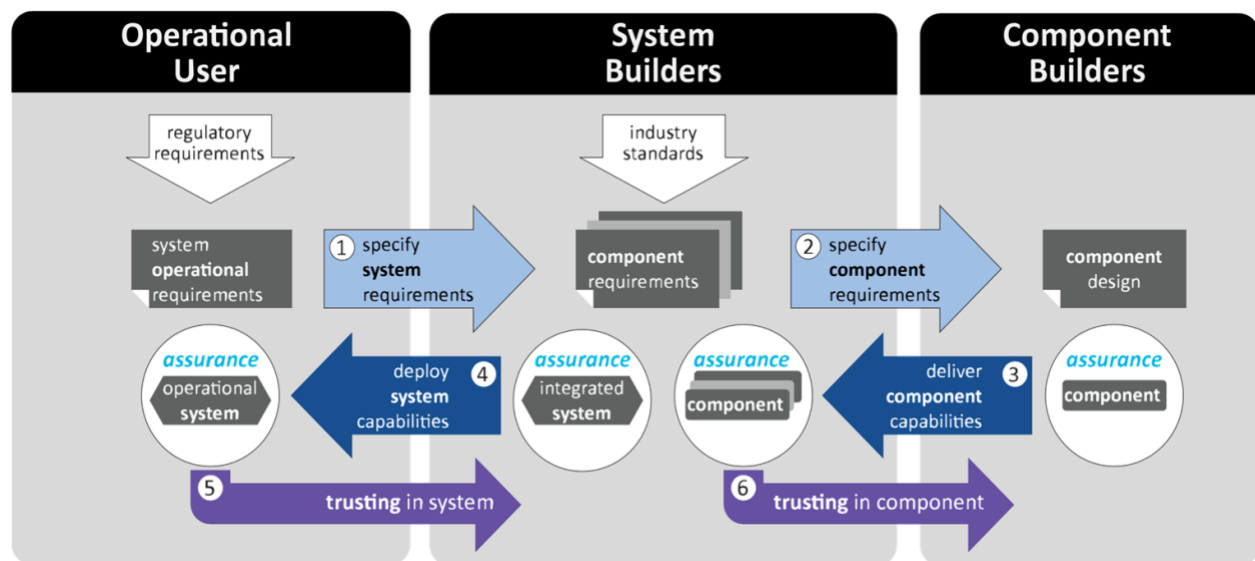 Operational
User
System
Builders
Component
Builders
regulatory
requirements
industry
standards
system
operational
requirements
1 specify
system
requirements
component
requirements
2 specify
component
requirements
component
design
assurance
operational
system
deploy 4
system
capabilities
assurance
integrated
system
assurance
component
deliver 3
component
capabilities
assurance
component
5
trusting in system
6
trusting in component